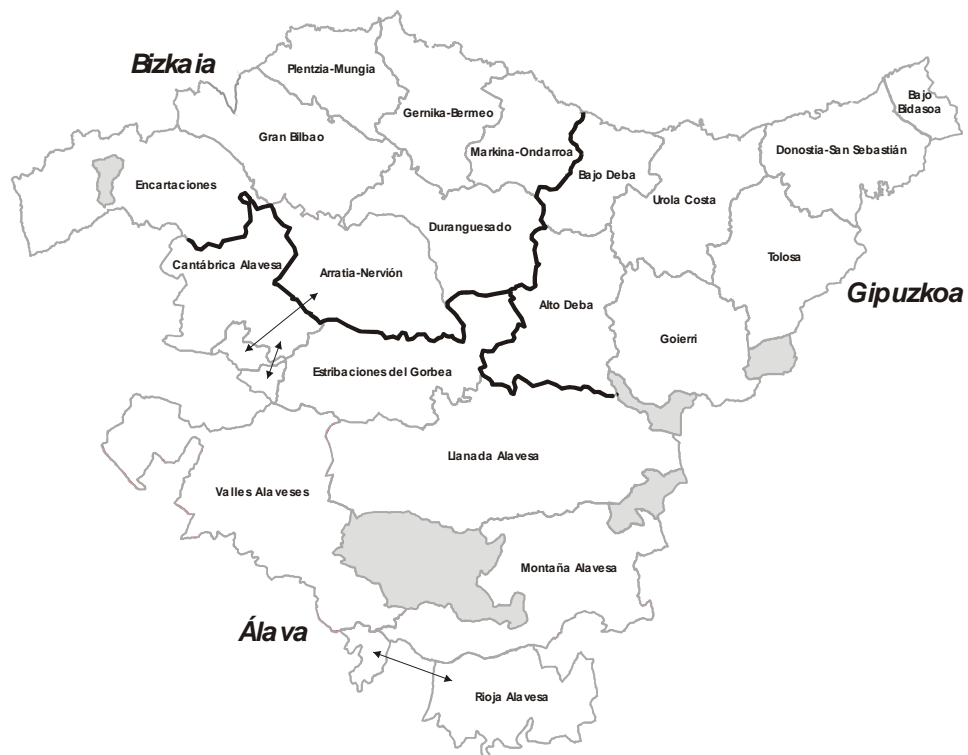 Bizkaia
Plentzia-Mungia
Bajo
Bidasoa
Gernika-Bermeo
Gran Bilbao
Markina-Ondarroa
Donostia-San Sebastián
Bajo Deba
Encartaciones
Urola Costa
Duranguesado
Tolosa
Cantábrica Alavesa
Arratia-Nervión
Gipuzkoa
Alto Deba
Goierri
Estribaciones del Gorbea
Llanada Alavesa
Valles Alaveses
Montaña Alavesa
Álava
Rioja Alavesa